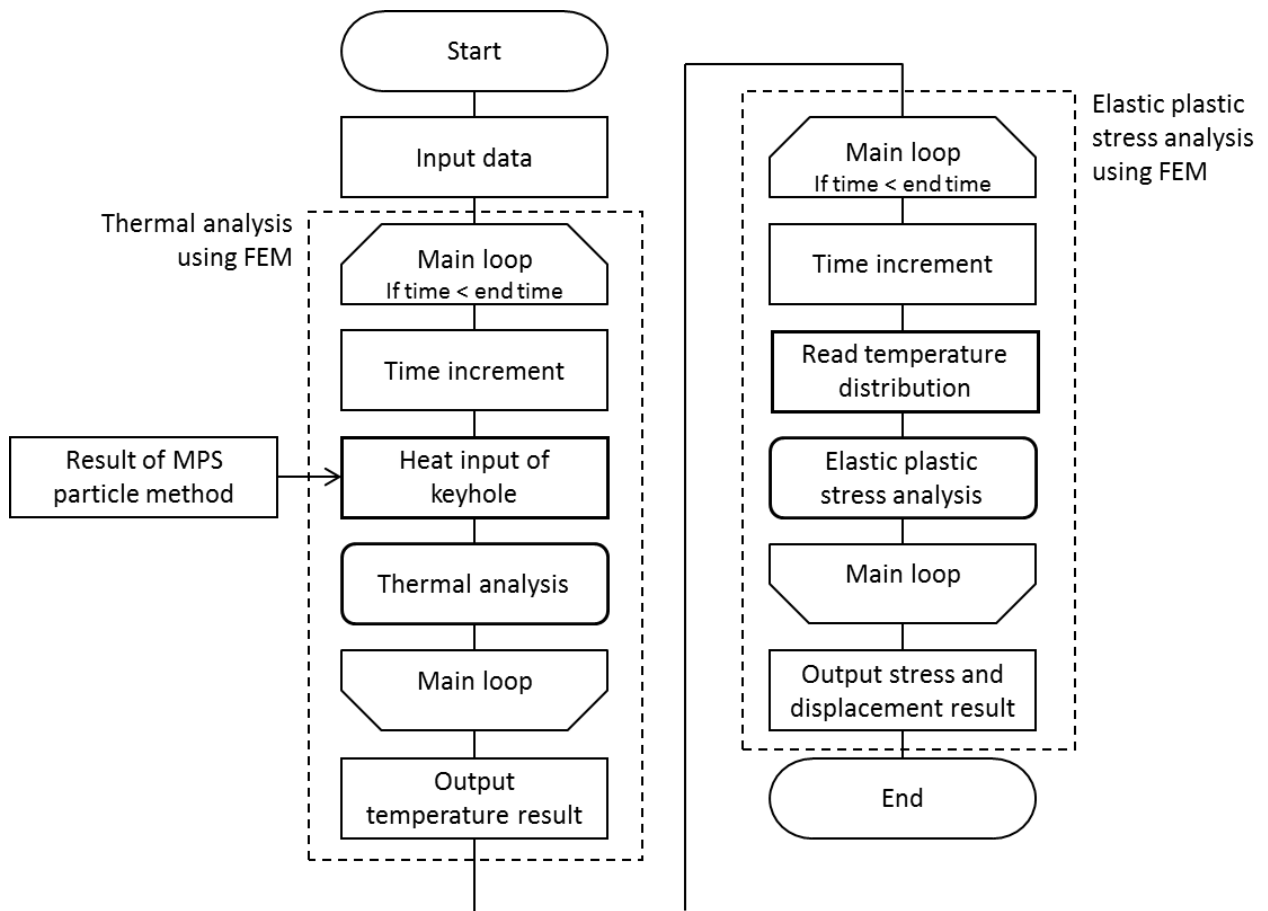 Start
Input data
Thermal analysis
using FEM
Main loop
If time < end time
Time increment
Result of MPS
particle method
Heat input of
keyhole
Thermal analysis
Main loop
Output
temperature result
Elastic plastic
stress analysis
using FEM
Main loop
If time < end time
Time increment
Read temperature
distribution
Elastic plastic
stress analysis
Main loop
Output stress and
displacement result
End